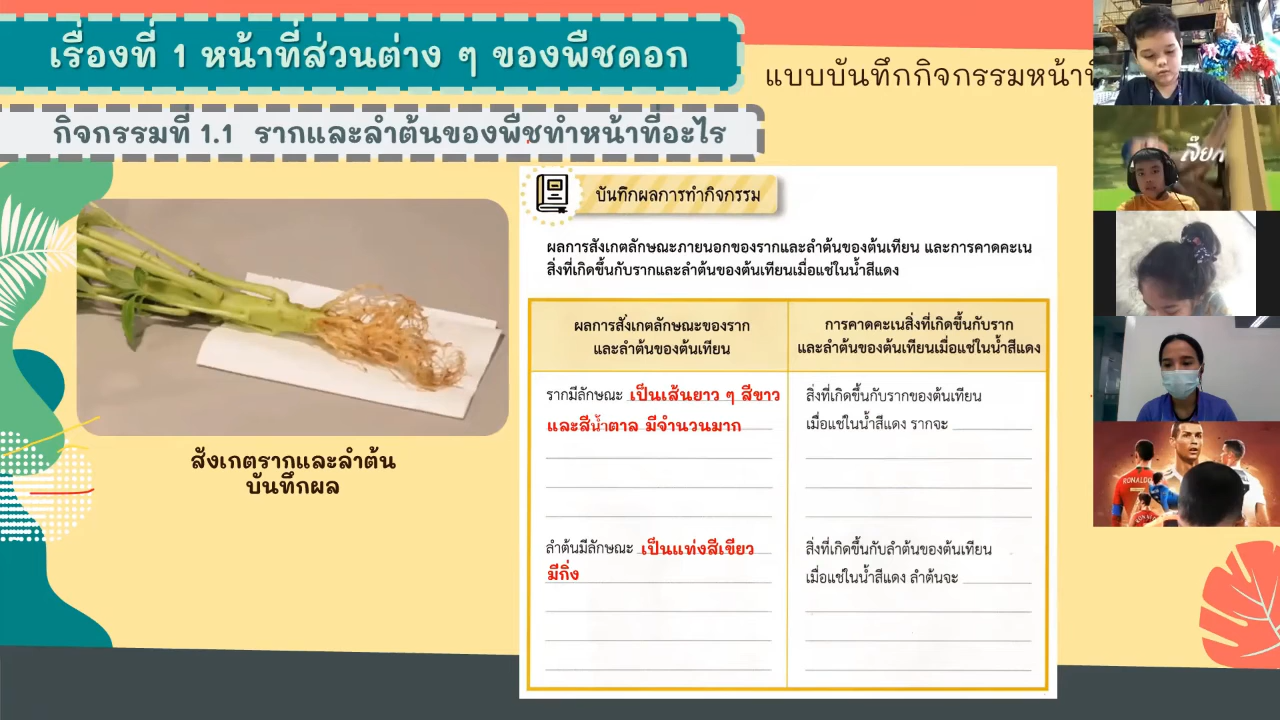 เรื่องที่ 1 หน้าที่ส่วนต่าง ๆ ของพืชดอก
แบบบันทึกกิจกรรมหน้าที่
กิจกรรมที่ 1.1 รากและลำต้นของพืชทำหน้าที่อะไร
บันทึกผลการทำกิจกรรม
ผลการสังเกตลักษณะภายนอกของรากและลำต้นของต้นเทียน และการคาดคะเน
สิ่งที่เกิดขึ้นกับรากและลำต้นของต้นเทียนเมื่อแช่ในน้ำสีแดง
ผลการสังเกตลักษณะของราก
และลำต้นของต้นเทียน
การคาดคะเนสิ่งที่เกิดขึ้นกับราก
และลำต้นของต้นเทียนเมื่อแช่ในน้ำสีแดง
รากมีลักษณะ เป็นเส้นยาว ๆ สีขาว
และสีน้ำตาล มีจำนวนมาก
สิ่งที่เกิดขึ้นกับรากของต้นเทียน
เมื่อแช่ในน้ำสีแดง รากจะ
ลำต้นมีลักษณะ เป็นแท่งสีเขียว
มีกิ่ง
สิ่งที่เกิดขึ้นกับลำต้นของต้นเทียน
เมื่อแช่ในน้ำสีแดง ลำต้นจะ
สังเกตรากและลำต้น
บันทึกผล
เจี๊ยก
RONALDO
7